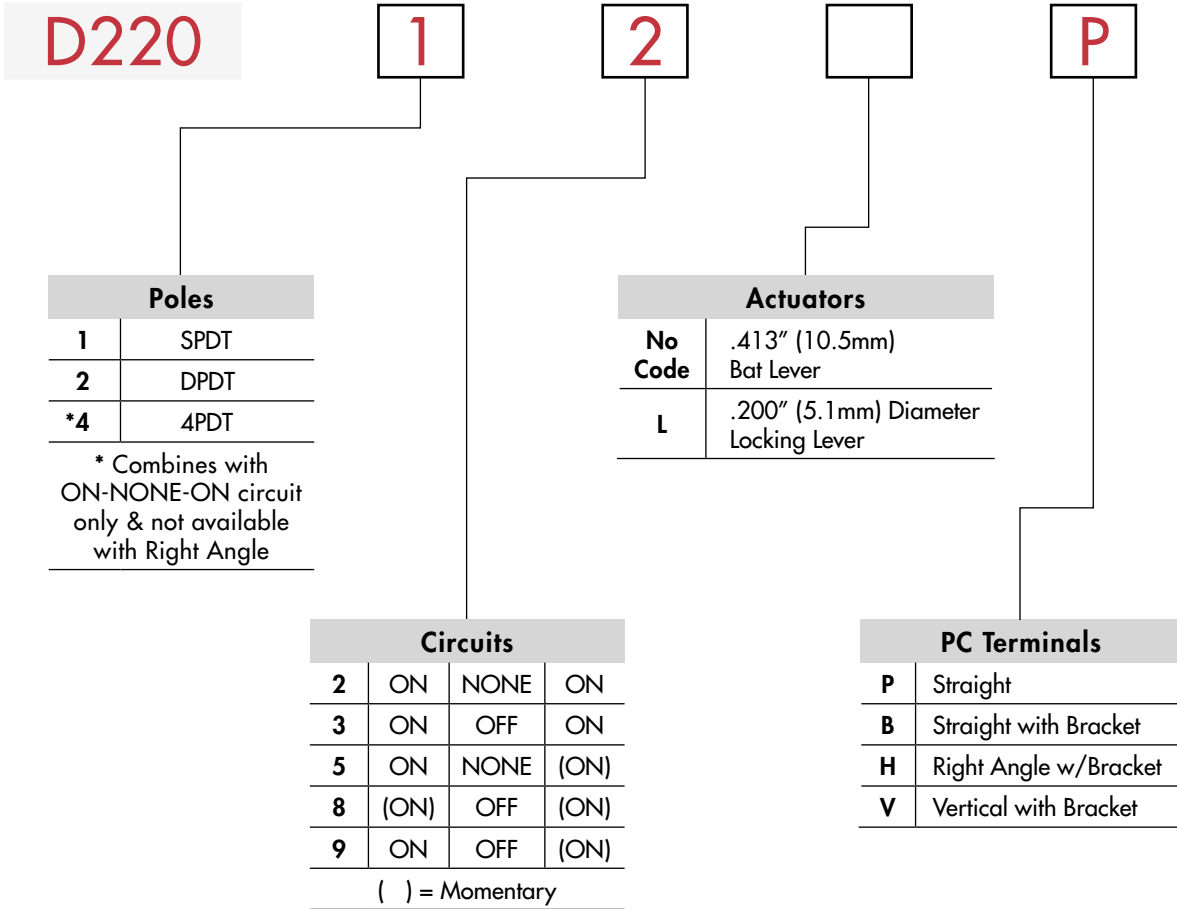 D220 1 2 P
Poles
1 SPDT
2 DPDT
*4 4PDT
* Combines with
ON-NONE-ON circuit
only & not available
with Right Angle
Actuators
No
Code
.413” (10.5mm)
Bat Lever
L
.200” (5.1mm) Diameter
Locking Lever
Circuits
2 ON NONE ON
3 ON OFF ON
5 ON NONE (ON)
8 (ON) OFF (ON)
9 ON OFF (ON)
( ) = Momentary
PC Terminals
P Straight
B Straight with Bracket
H Right Angle w/Bracket
V Vertical with Bracket